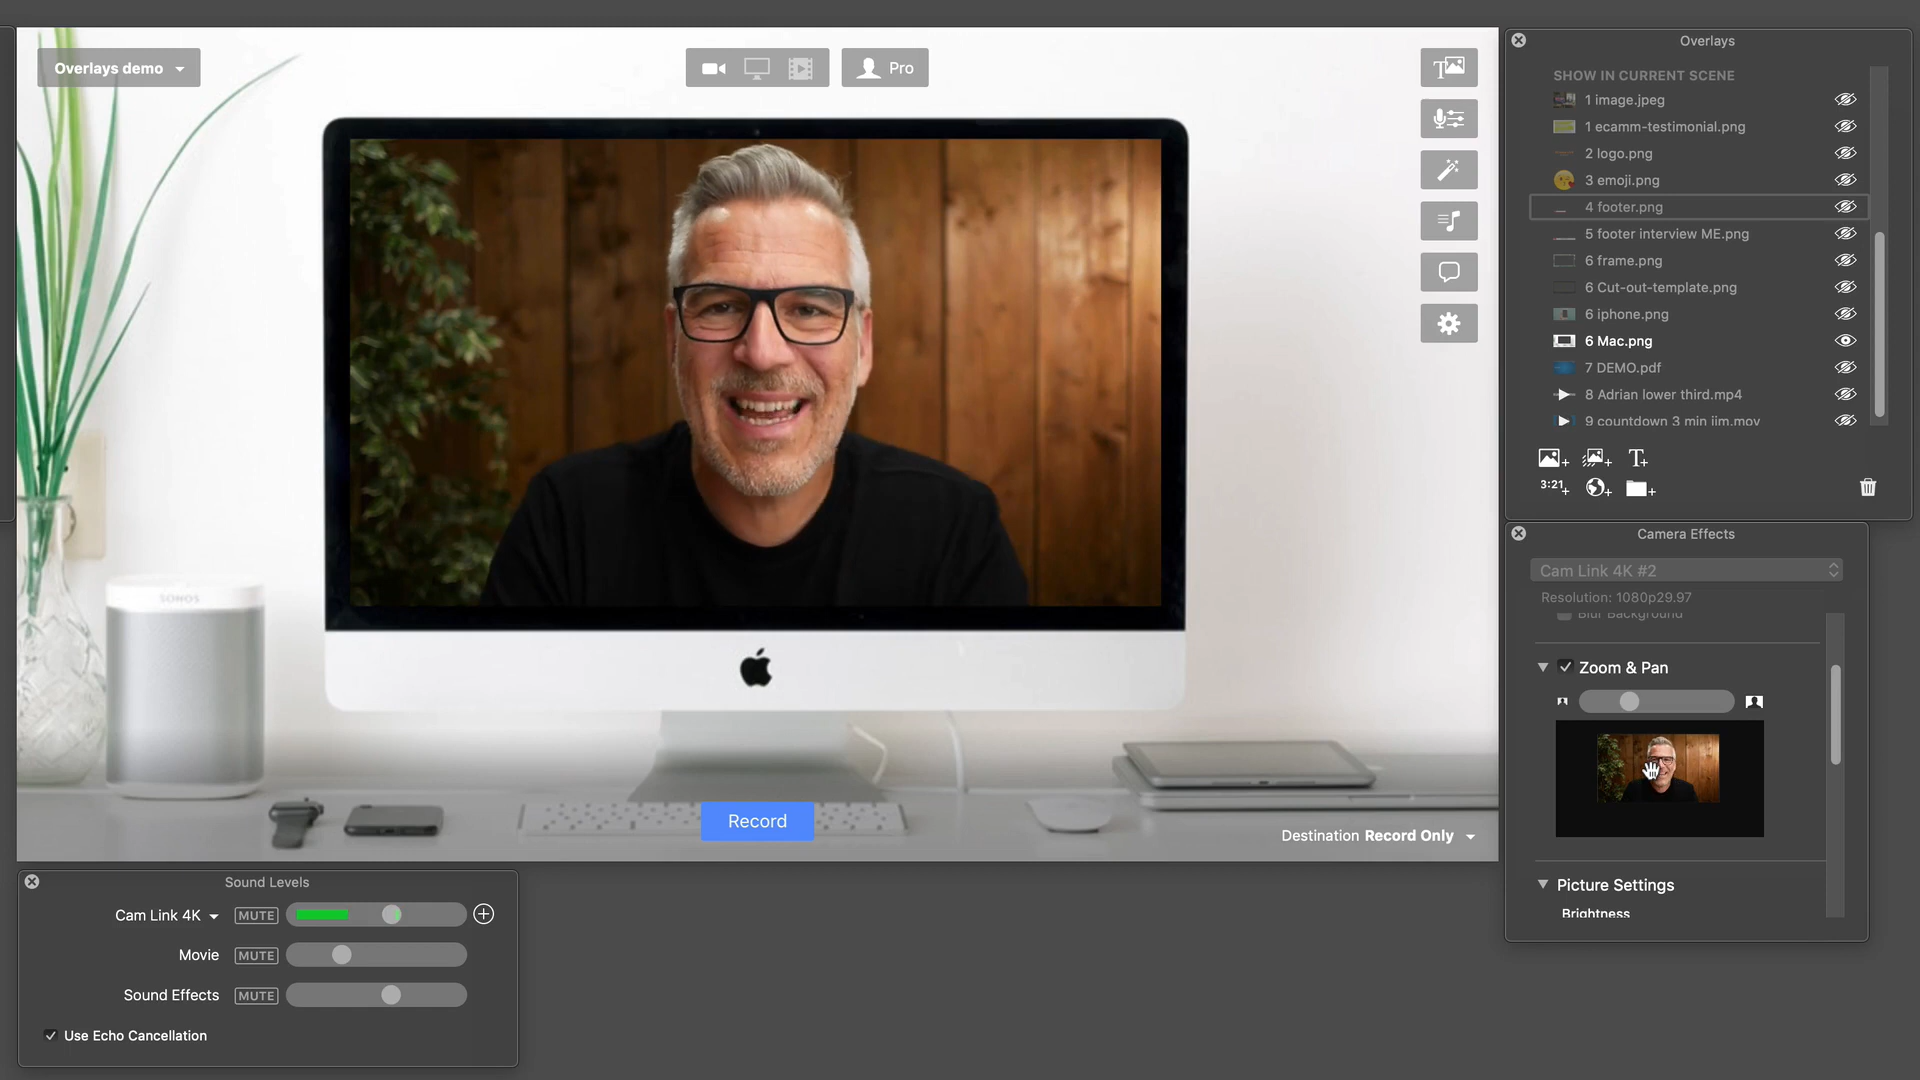 Overlays demo
Pro
SONOS
Record
Destination Record Only
Overlays
SHOW IN CURRENT SCENE
1 image.jpeg
1 ecamm-testimonial.png
2 logo.png
3 emoji.png
4 footer.png
5 footer interview ME.png
6 frame.png
6 Cut-out-template.png
6 iphone.png
6 Mac.png
7 DEMO.pdf
8 Adrian lower third.mp4
9 countdown 3 min jim.mov
T+
3:21+
Camera Effects
Cam Link 4K #2
Resolution: 1080p29.97
Blur Background
Zoom & Pan
Picture Settings
Brightness
Sound Levels
Cam Link 4K MUTE
Movie MUTE
Sound Effects MUTE
Use Echo Cancellation